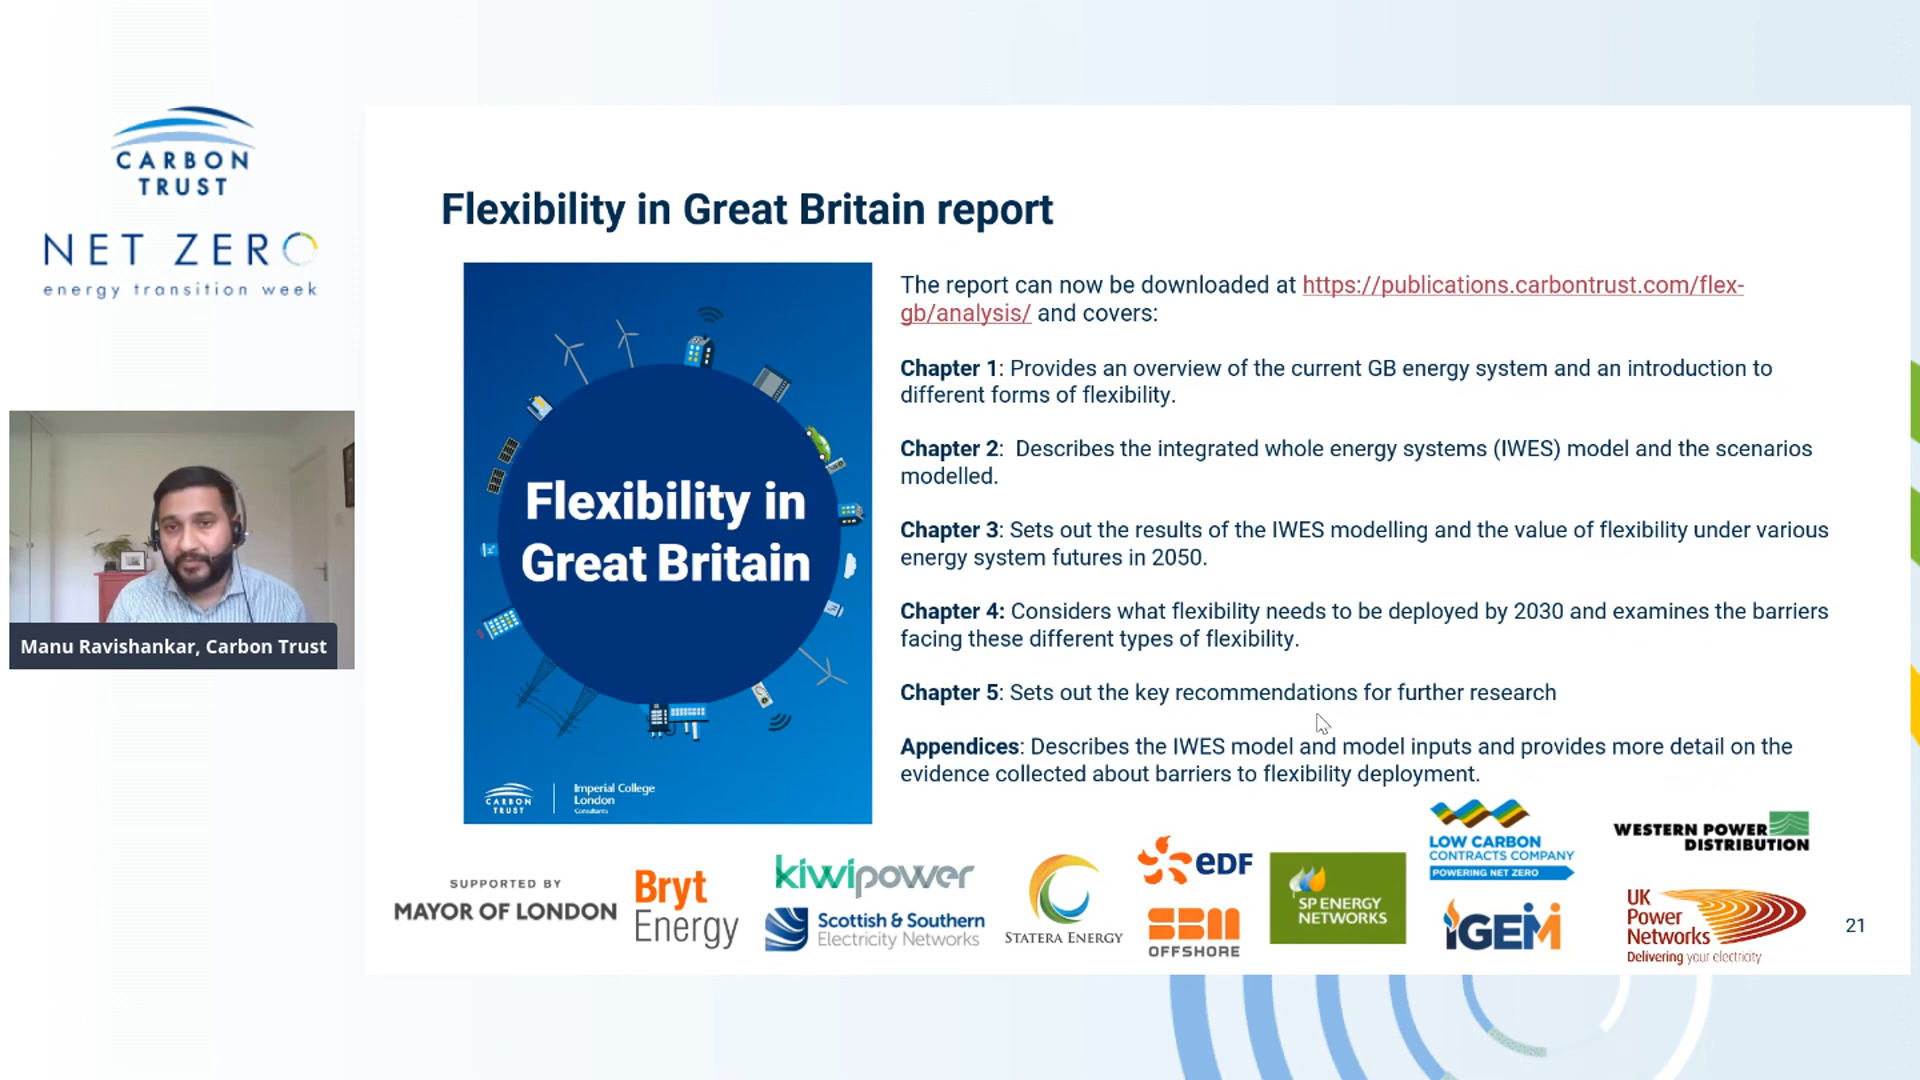 CARBON
TRUST
NET ZERO
energy transition week
Manu Ravishankar, Carbon Trust
Flexibility in Great Britain report
Flexibility in
Great Britain
CARBON
TRUST
Imperial College
London
Consultants
The report can now be downloaded at https://publications.carbontrust.com/flex-
gb/analysis/ and covers:
Chapter 1: Provides an overview of the current GB energy system and an introduction to
different forms of flexibility.
Chapter 2:  Describes the integrated whole energy systems (IWES) model and the scenarios
modelled.
Chapter 3: Sets out the results of the IWES modelling and the value of flexibility under various
energy system futures in 2050.
Chapter 4: Considers what flexibility needs to be deployed by 2030 and examines the barriers
facing these different types of flexibility.
Chapter 5: Sets out the key recommendations for further research
Appendices: Describes the IWES model and model inputs and provides more detail on the
evidence collected about barriers to flexibility deployment.
SUPPORTED BY
MAYOR OF LONDON
Bryt
Energy
kiwipower
Scottish & Southern
Electricity Networks
STATERA ENERGY
eDF
SBM
OFFSHORE
SP ENERGY
NETWORKS
LOW CARBON
CONTRACTS COMPANY
POWERING NET ZERO
iGEM
WESTERN POWER
DISTRIBUTION
UK
Power
Networks
Delivering your electricity
21